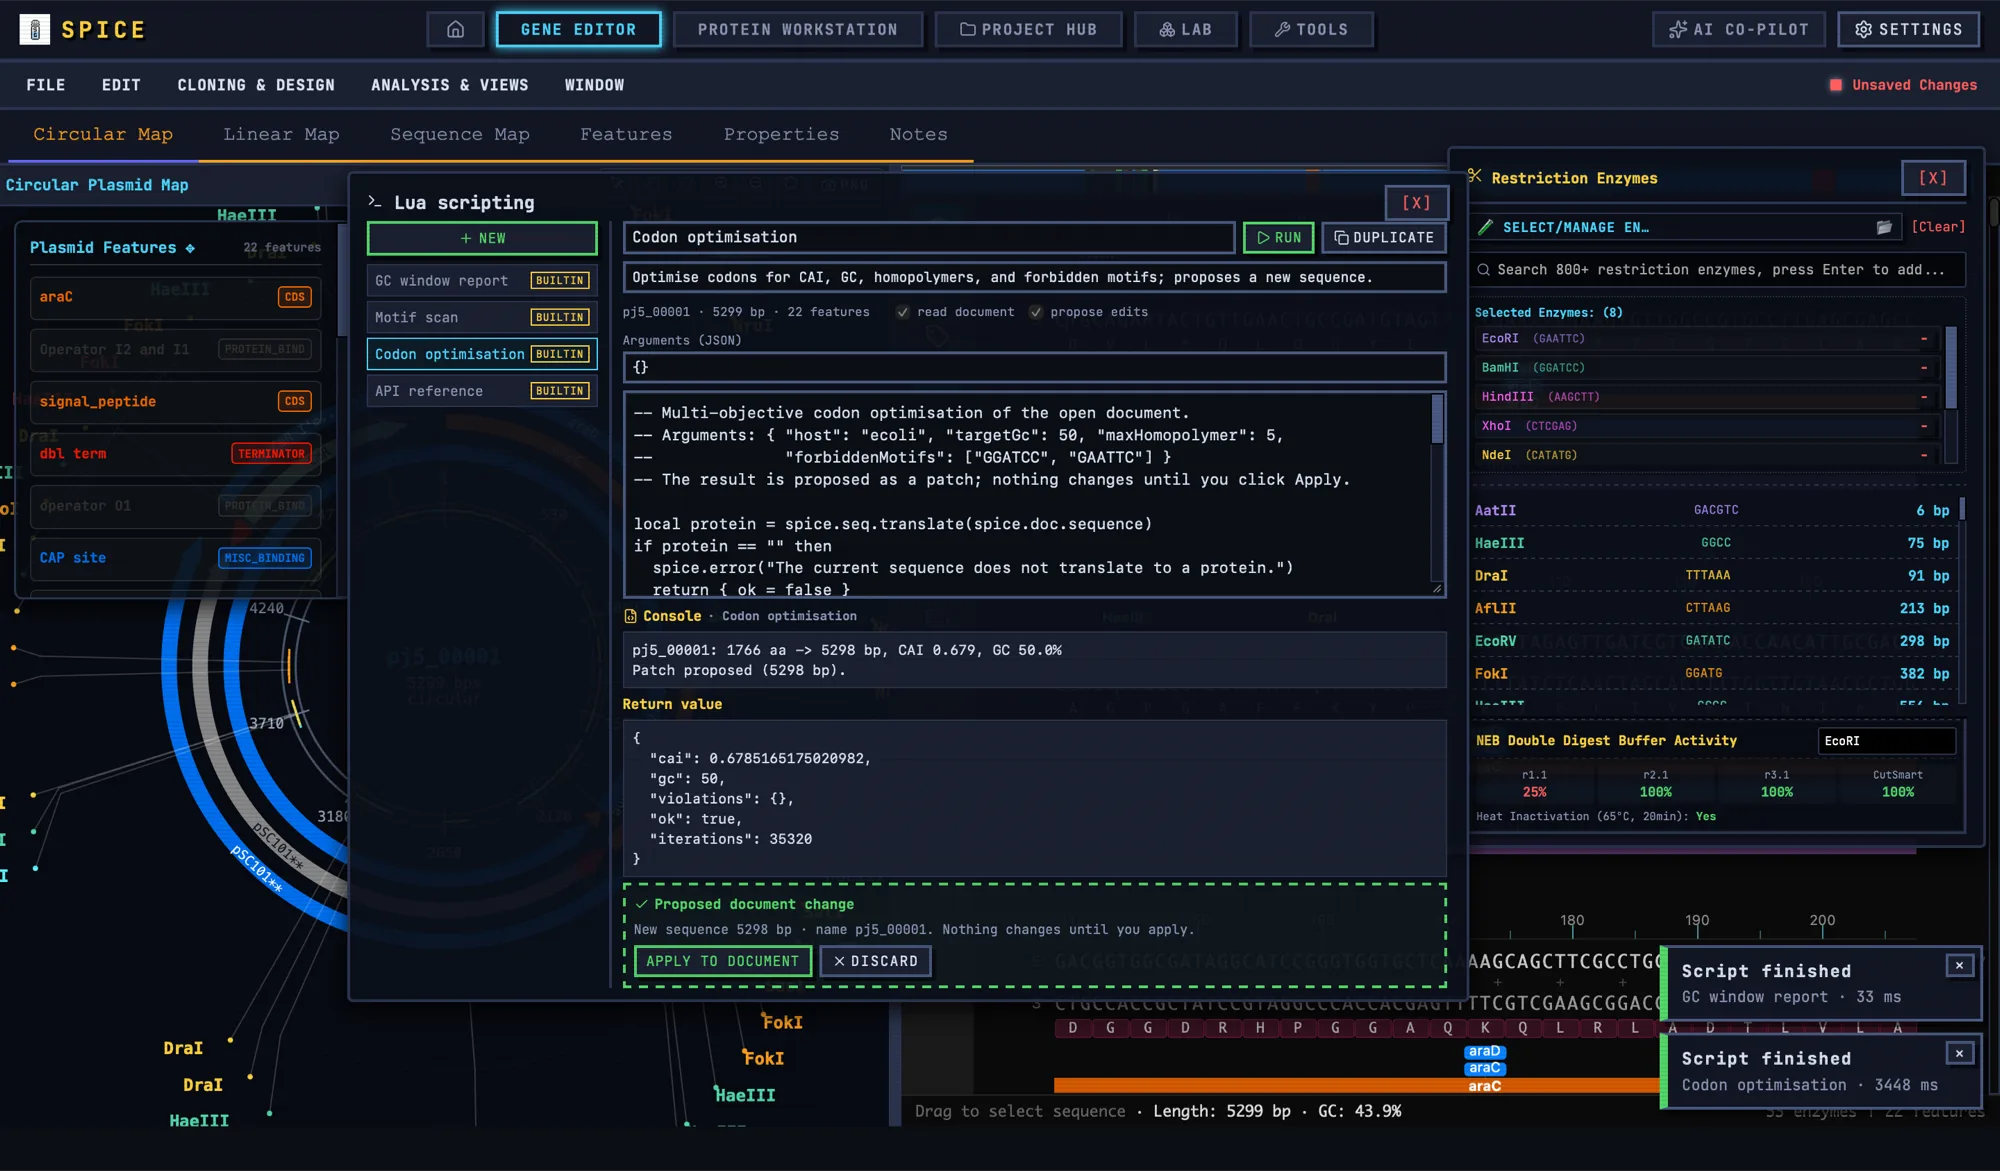 SPICE
GENE EDITOR
PROTEIN WORKSTATION
PROJECT HUB
LAB
TOOLS
AI CO-PILOT
SETTINGS
FILE
EDIT
CLONING & DESIGN
ANALYSIS & VIEWS
WINDOW
Unsaved Changes
Circular Map
Linear Map
Sequence Map
Features
Properties
Notes
Circular Plasmid Map
HaeIII
Plasmid Features
22 features
araC CDS
Operator I2 and I1 PROTEIN_BIND
signal_peptide CDS
dbl term TERMINATOR
operator O1 PROTEIN_BIND
CAP site MISC_BINDING
4240
3710
3180
pSC101**
pSC101**
DraI
DraI
HaeIII
FokI
FokI
HaeIII
>_ Lua scripting
[X]
+ NEW
GC window report BUILTIN
Motif scan BUILTIN
Codon optimisation BUILTIN
API reference BUILTIN
Codon optimisation
RUN
DUPLICATE
Optimise codons for CAI, GC, homopolymers, and forbidden motifs; proposes a new sequence.
pj5_00001 · 5299 bp · 22 features
read document
propose edits
Arguments (JSON)
{}
-- Multi-objective codon optimisation of the open document.
-- Arguments: { "host": "ecoli", "targetGc": 50, "maxHomopolymer": 5,
-- "forbiddenMotifs": ["GGATCC", "GAATTC"] }
-- The result is proposed as a patch; nothing changes until you click Apply.
local protein = spice.seq.translate(spice.doc.sequence)
if protein == "" then
spice.error("The current sequence does not translate to a protein.")
return { ok = false }
Console · Codon optimisation
pj5_00001: 1766 aa -> 5298 bp, CAI 0.679, GC 50.0%
Patch proposed (5298 bp).
Return value
{
"cai": 0.6785165175020982,
"gc": 50,
"violations": {},
"ok": true,
"iterations": 35320
}
Proposed document change
New sequence 5298 bp · name pj5_00001. Nothing changes until you apply.
APPLY TO DOCUMENT
DISCARD
Restriction Enzymes
[X]
SELECT/MANAGE EN…
[Clear]
Search 800+ restriction enzymes, press Enter to add...
Selected Enzymes: (8)
EcoRI (GAATTC) -
BamHI (GGATCC) -
HindIII (AAGCTT) -
XhoI (CTCGAG) -
NdeI (CATATG) -
AatII GACGTC 6 bp
HaeIII GGCC 75 bp
DraI TTTAAA 91 bp
AflII CTTAAG 213 bp
EcoRV GATATC 298 bp
FokI GGATG 382 bp
NEB Double Digest Buffer Activity
EcoRI
r1.1 r2.1 r3.1 CutSmart
25% 100% 100% 100%
Heat Inactivation (65°C, 20min): Yes
180 190 200
AAGCAGCTTCGCCTGC
TTCGTCGAAGCGGACC
D G G D R H P G G A Q K Q L R L A D T L V L A
araD
araC
araC
Drag to select sequence · Length: 5299 bp · GC: 43.9%
Script finished
GC window report · 33 ms
Script finished
Codon optimisation · 3448 ms